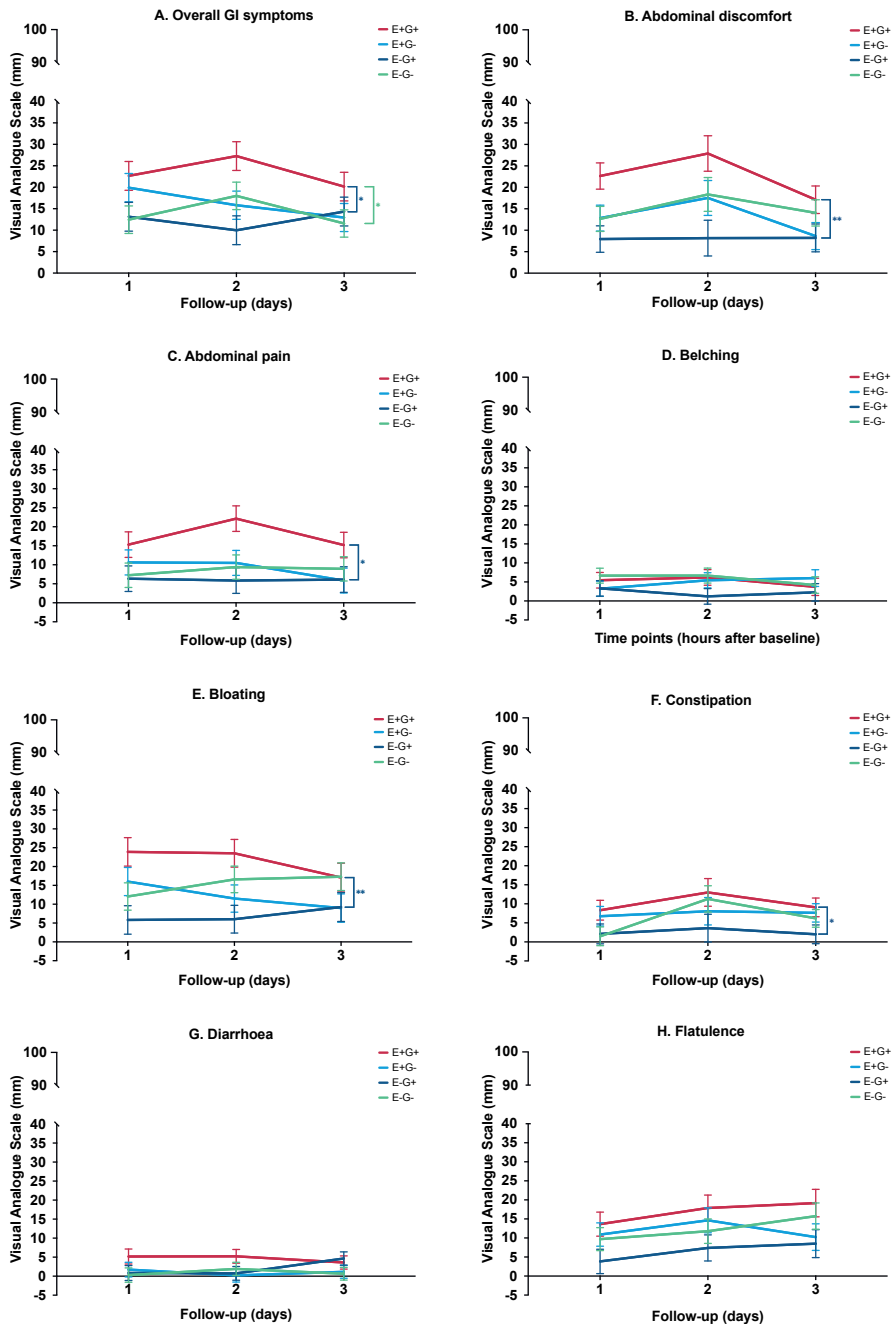 A. Overall GI symptoms
Visual Analogue Scale (mm)
100
90
40
35
30
25
20
15
10
5
0
1 2 3
Follow-up (days)
E+G+
E+G-
E-G+
E-G-
*
*
B. Abdominal discomfort
Visual Analogue Scale (mm)
100
90
40
35
30
25
20
15
10
5
0
1 2 3
Follow-up (days)
E+G+
E+G-
E-G+
E-G-
**
C. Abdominal pain
Visual Analogue Scale (mm)
100
90
40
35
30
25
20
15
10
5
0
-5
1 2 3
Follow-up (days)
E+G+
E+G-
E-G+
E-G-
*
D. Belching
Visual Analogue Scale (mm)
100
90
40
35
30
25
20
15
10
5
0
-5
1 2 3
Time points (hours after baseline)
E+G+
E+G-
E-G+
E-G-
E. Bloating
Visual Analogue Scale (mm)
100
90
40
35
30
25
20
15
10
5
0
-5
1 2 3
Follow-up (days)
E+G+
E+G-
E-G+
E-G-
**
F. Constipation
Visual Analogue Scale (mm)
100
90
40
35
30
25
20
15
10
5
0
-5
1 2 3
Follow-up (days)
E+G+
E+G-
E-G+
E-G-
*
G. Diarrhoea
Visual Analogue Scale (mm)
100
90
40
35
30
25
20
15
10
5
0
-5
1 2 3
Follow-up (days)
E+G+
E+G-
E-G+
E-G-
H. Flatulence
Visual Analogue Scale (mm)
100
90
40
35
30
25
20
15
10
5
0
-5
1 2 3
Follow-up (days)
E+G+
E+G-
E-G+
E-G-